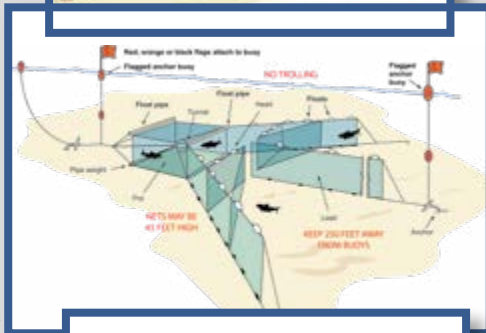 Red, orange or black flags attach to buoy
Flagged anchor buoy
Flagged
anchor
buoy
NO TROLLING
Float pipe
Float pipe
Floats
Tunnel
Heart
Pipe weight
Pot
Lead
NETS MAY BE
45 FEET HIGH
KEEP 250 FEET AWAY
FROM BUOYS
Anchor